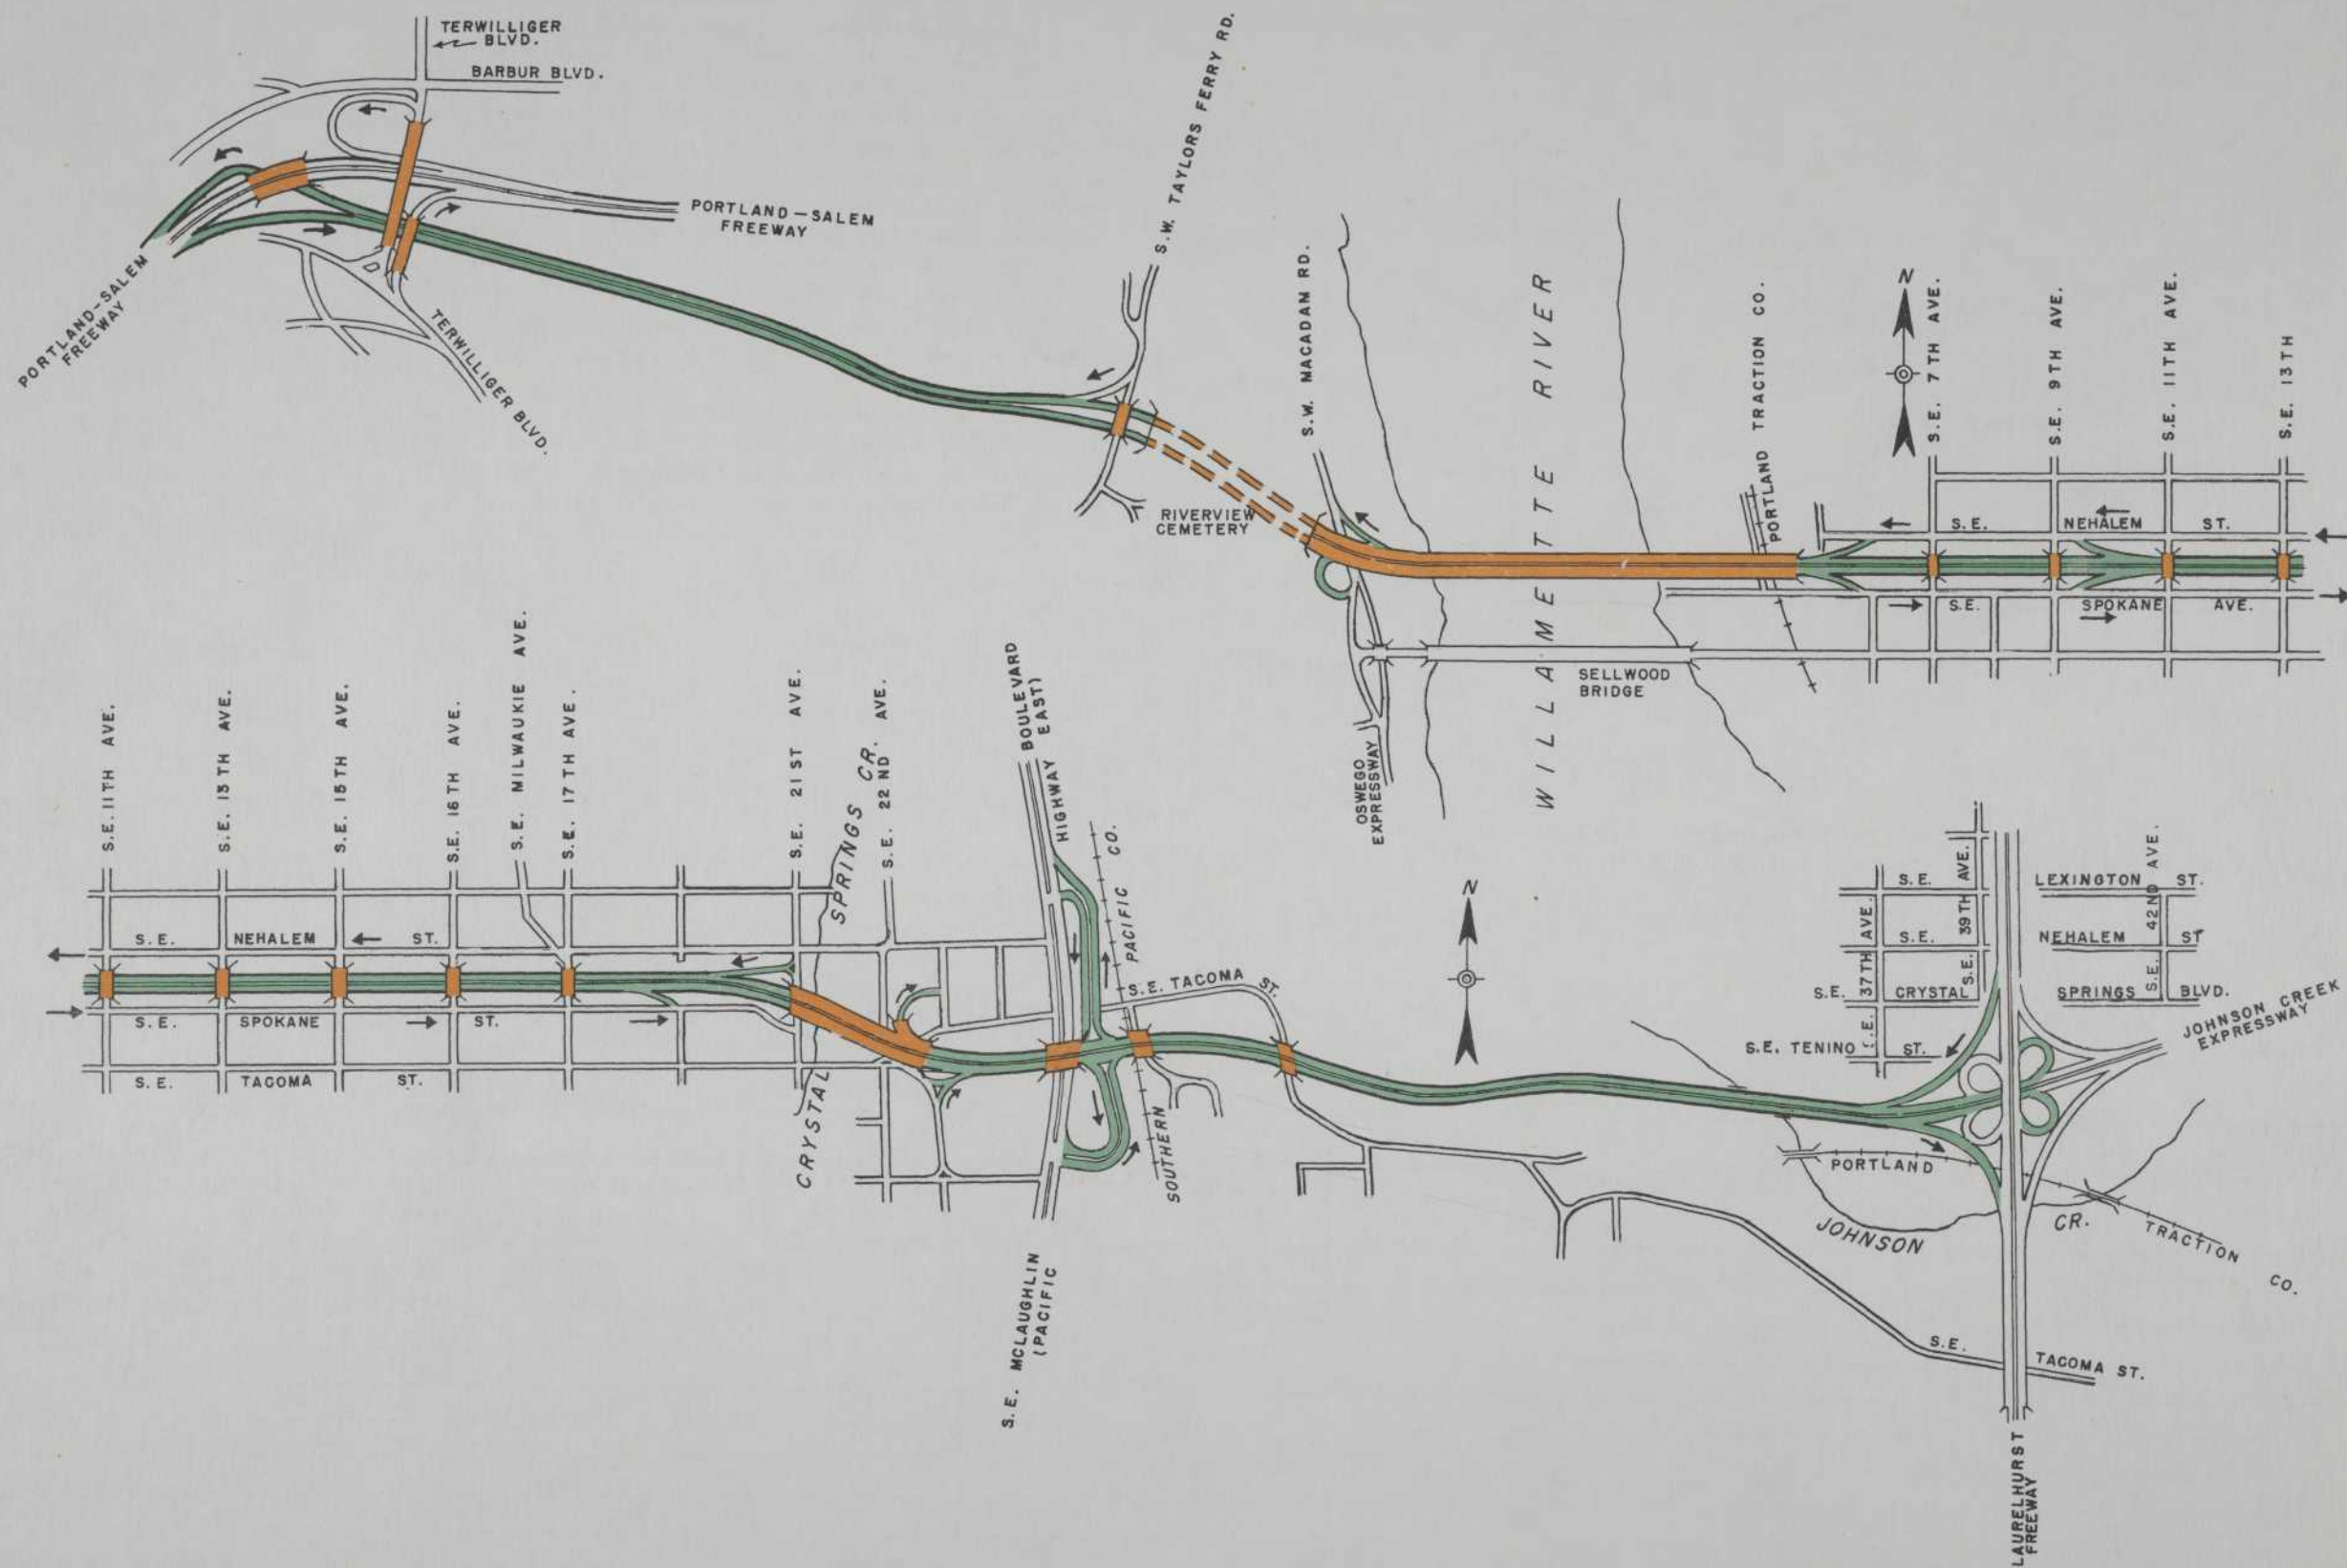 TERWILLIGER
BLVD.
BARBUR BLVD.
PORTLAND-SALEM
FREEWAY
PORTLAND-SALEM
FREEWAY
TERWILLIGER BLVD.
S.W. TAYLORS FERRY RD.
RIVERVIEW
CEMETERY
S.W. MACADAM RD.
WILLAMETTE RIVER
PORTLAND TRACTION CO.
N
S.E. 7TH AVE.
S.E. 9TH AVE.
S.E. 11TH AVE.
S.E. 13TH
S.E. NEHALEM ST.
S.E. SPOKANE AVE.
SELLWOOD
BRIDGE
OSWEGO
EXPRESSWAY
S.E. 11TH AVE.
S.E. 13TH AVE.
S.E. 15TH AVE.
S.E. 16TH AVE.
S.E. MILWAUKIE AVE.
S.E. 17TH AVE.
S.E. 21ST AVE.
CRYSTAL SPRINGS CR.
S.E. 22ND AVE.
S.E. NEHALEM ST.
S.E. SPOKANE ST.
S.E. TACOMA ST.
S.E. MCLAUGHLIN BOULEVARD
(PACIFIC HIGHWAY EAST)
SOUTHERN PACIFIC CO.
S.E. TACOMA ST.
N
S.E. 37TH AVE.
S.E. 39TH AVE.
S.E. 42ND AVE.
S.E. LEXINGTON ST.
S.E. NEHALEM ST
S.E. CRYSTAL SPRINGS BLVD.
S.E. TENINO ST.
JOHNSON CREEK
EXPRESSWAY
PORTLAND TRACTION CO.
JOHNSON CR.
S.E. TACOMA ST.
LAURELHURST
FREEWAY